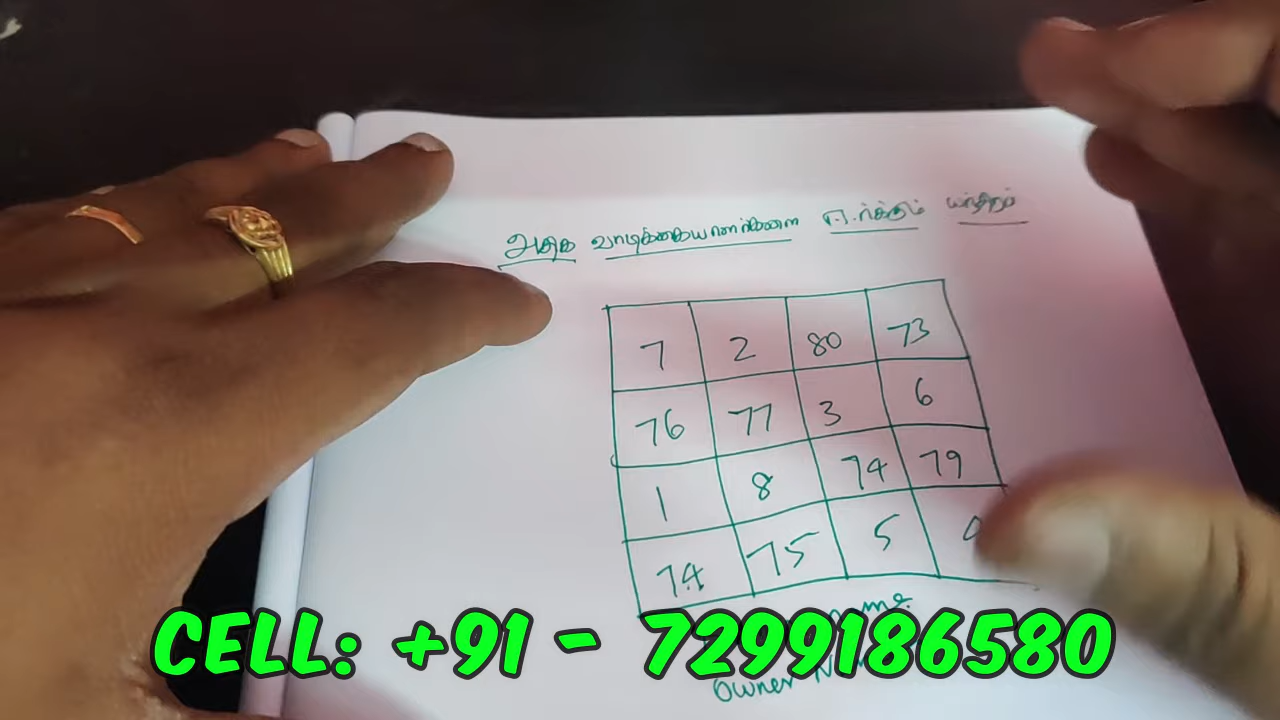 அதிக வாடிக்கையாளர்களை ஈர்க்கும் யந்திரம்
7 2 80 73
76 77 3 6
1 8 74 79
74 75 5
CELL: +91 - 7299186580
Owner